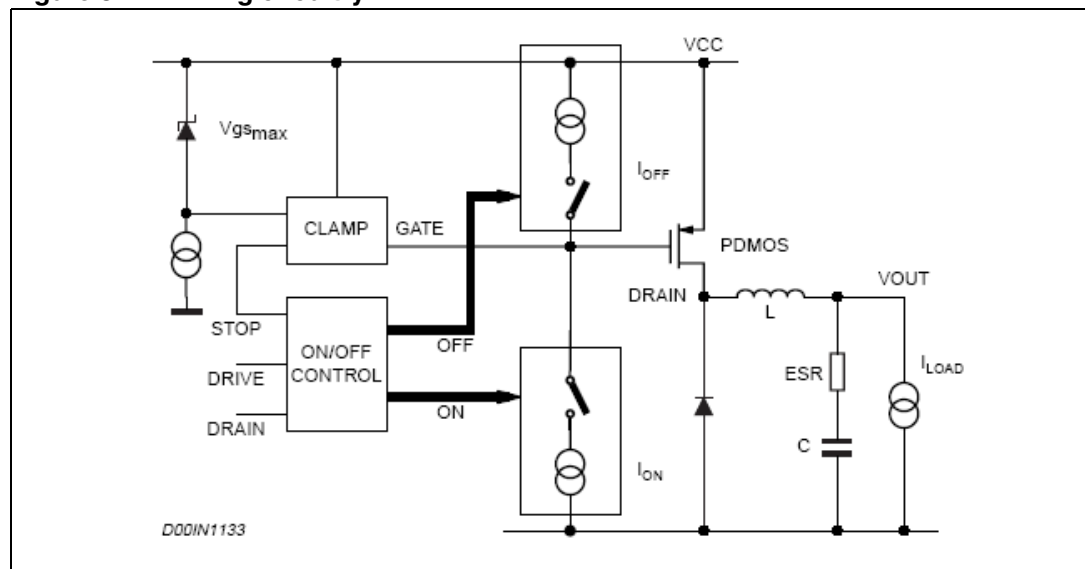 VCC
Vgsmax
IOFF
CLAMP
GATE
PDMOS
VOUT
DRAIN
L
STOP
OFF
ON/OFF
CONTROL
DRIVE
ESR
ILOAD
ON
DRAIN
C
ION
D00IN1133